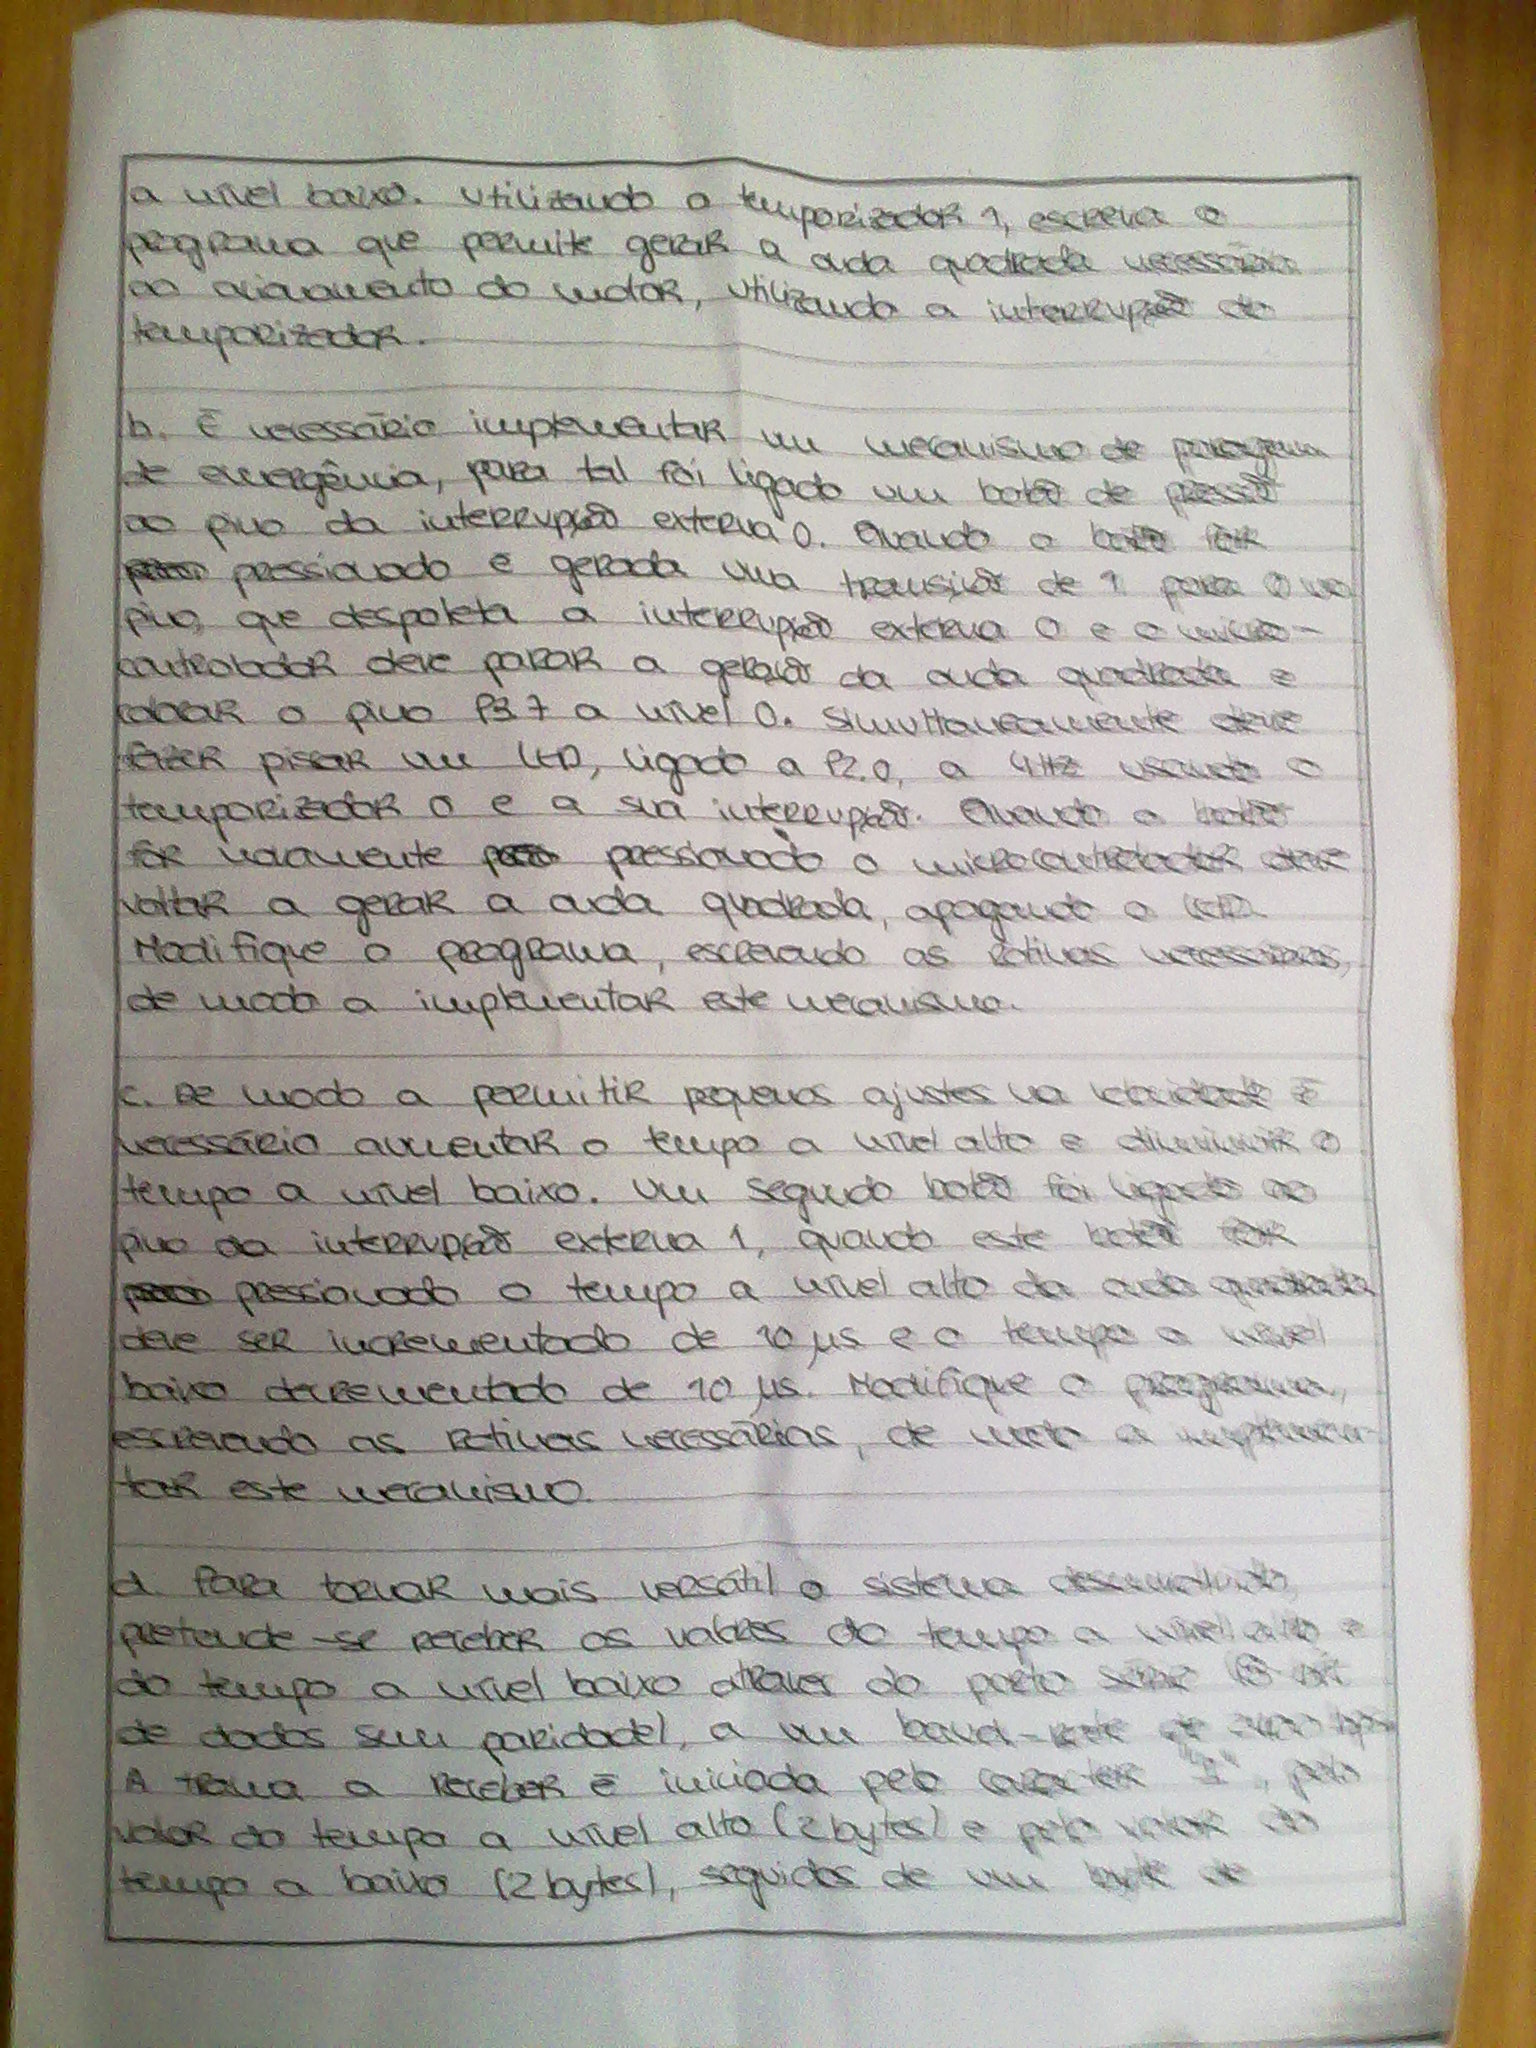 a nível baixo. Utilizando o temporizador 1, escreva o
programa que permite gerar a onda quadrada necessária
ao acionamento do motor, utilizando a interrupção do
temporizador.
b. É necessário implementar um mecanismo de paragem
de emergência, para tal foi ligado um botão de pressão
ao pino da interrupção externa 0. Quando o botão for
pressionado é gerada uma transição de 1 para 0 no
pino, que despoleta a interrupção externa 0 e o micro-
controlador deve parar a geração da onda quadrada e
colocar o pino P3.7 a nível 0. Simultaneamente deve
fazer piscar um LED, ligado a P2.0, a 4Hz usando o
temporizador 0 e a sua interrupção. Quando o botão
for novamente pressionado o microcontrolador deve
voltar a gerar a onda quadrada, apagando o LED.
Modifique o programa, escrevendo as rotinas necessárias,
de modo a implementar este mecanismo.
c. De modo a permitir pequenos ajustes na velocidade é
necessário aumentar o tempo a nível alto e diminuir o
tempo a nível baixo. Um segundo botão foi ligado ao
pino da interrupção externa 1, quando este botão for
pressionado o tempo a nível alto da onda quadrada
deve ser incrementado de 10 µs e o tempo a nível
baixo decrementado de 10 µs. Modifique o programa,
escrevendo as rotinas necessárias, de modo a implemen-
tar este mecanismo.
d. Para tornar mais versátil o sistema desenvolvido,
pretende-se receber os valores do tempo a nível alto e
do tempo a nível baixo através do porto série (8 bit
de dados sem paridade), a um baud-rate de
A trama a receber é iniciada pelo caracter , pelo
valor do tempo a nível alto (2 bytes) e pelo valor do
tempo a baixo (2 bytes), seguidos de um byte de